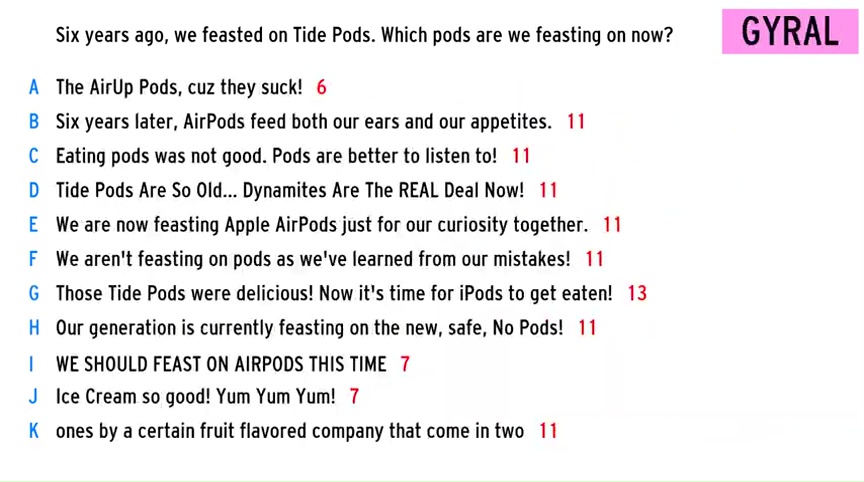 Six years ago, we feasted on Tide Pods. Which pods are we feasting on now?
GYRAL
A The AirUp Pods, cuz they suck! 6
B Six years later, AirPods feed both our ears and our appetites. 11
C Eating pods was not good. Pods are better to listen to! 11
D Tide Pods Are So Old... Dynamites Are The REAL Deal Now! 11
E We are now feasting Apple AirPods just for our curiosity together. 11
F We aren't feasting on pods as we've learned from our mistakes! 11
G Those Tide Pods were delicious! Now it's time for iPods to get eaten! 13
H Our generation is currently feasting on the new, safe, No Pods! 11
I WE SHOULD FEAST ON AIRPODS THIS TIME 7
J Ice Cream so good! Yum Yum Yum! 7
K ones by a certain fruit flavored company that come in two 11